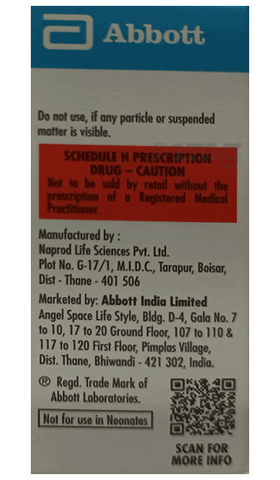 Abbott
Do not use, if any particle or suspended
matter is visible.
SCHEDULE H PRESCRIPTION
DRUG – CAUTION
Not to be sold by retail without the
prescription of a Registered Medical
Practitioner.
Manufactured by :
Naprod Life Sciences Pvt. Ltd.
Plot No. G-17/1, M.I.D.C., Tarapur, Boisar,
Dist - Thane - 401 506
Marketed by: Abbott India Limited
Angel Space Life Style, Bldg. D-4, Gala No. 7
to 10, 17 to 20 Ground Floor, 107 to 110 &
117 to 120 First Floor, Pimplas Village,
Dist. Thane, Bhiwandi - 421 302, India.
® Regd. Trade Mark of
Abbott Laboratories.
Not for use in Neonates
SCAN FOR
MORE INFO